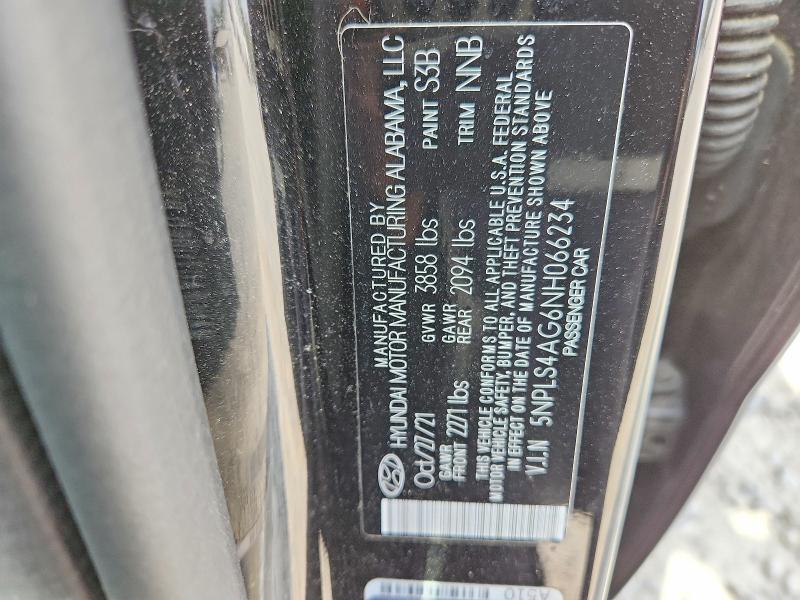 MANUFACTURED BY
HYUNDAI MOTOR MANUFACTURING ALABAMA, LLC
Oct/27/21 GVWR 3858 lbs PAINT S3B
GAWR FRONT 2271 lbs GAWR REAR 2094 lbs TRIM NNB
THIS VEHICLE CONFORMS TO ALL APPLICABLE U.S.A. FEDERAL
MOTOR VEHICLE SAFETY, BUMPER, AND THEFT PREVENTION STANDARDS
IN EFFECT ON THE DATE OF MANUFACTURE SHOWN ABOVE
V.I.N 5NPLS4AG6NH066234
PASSENGER CAR
A510